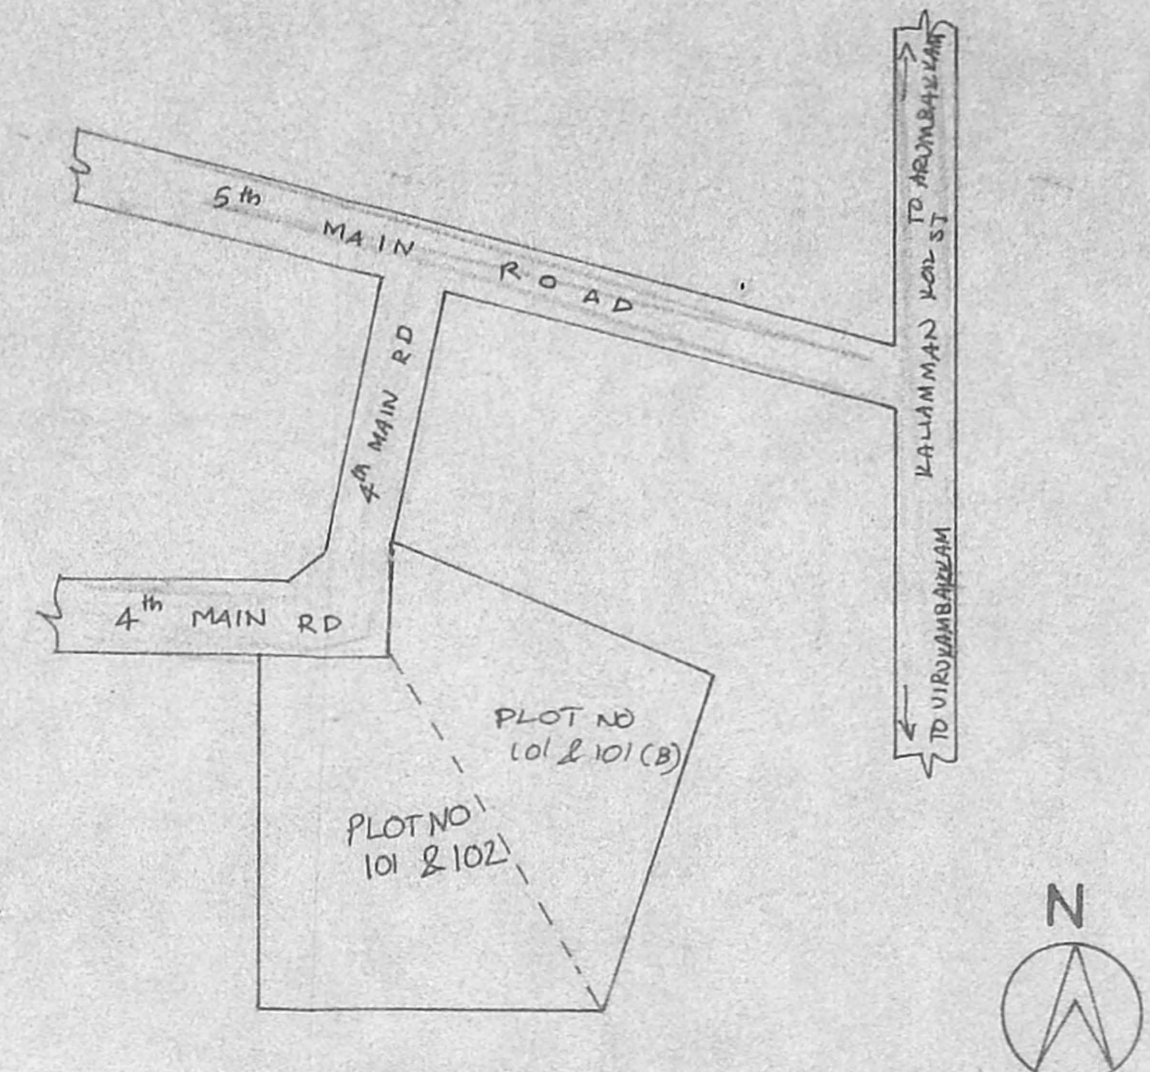 5th MAIN ROAD
TO ARUMBAKKAM
KALIAMMAN KOIL ST
4th MAIN RD
TO VIRUKAMBAKKAM
4th MAIN RD
PLOT NO
101 & 101 (B)
PLOT NO
101 & 102
N